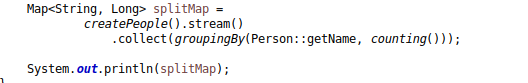 Map<String, Long> splitMap =
createPeople().stream()
.collect(groupingBy(Person::getName, counting()));
System.out.println(splitMap);